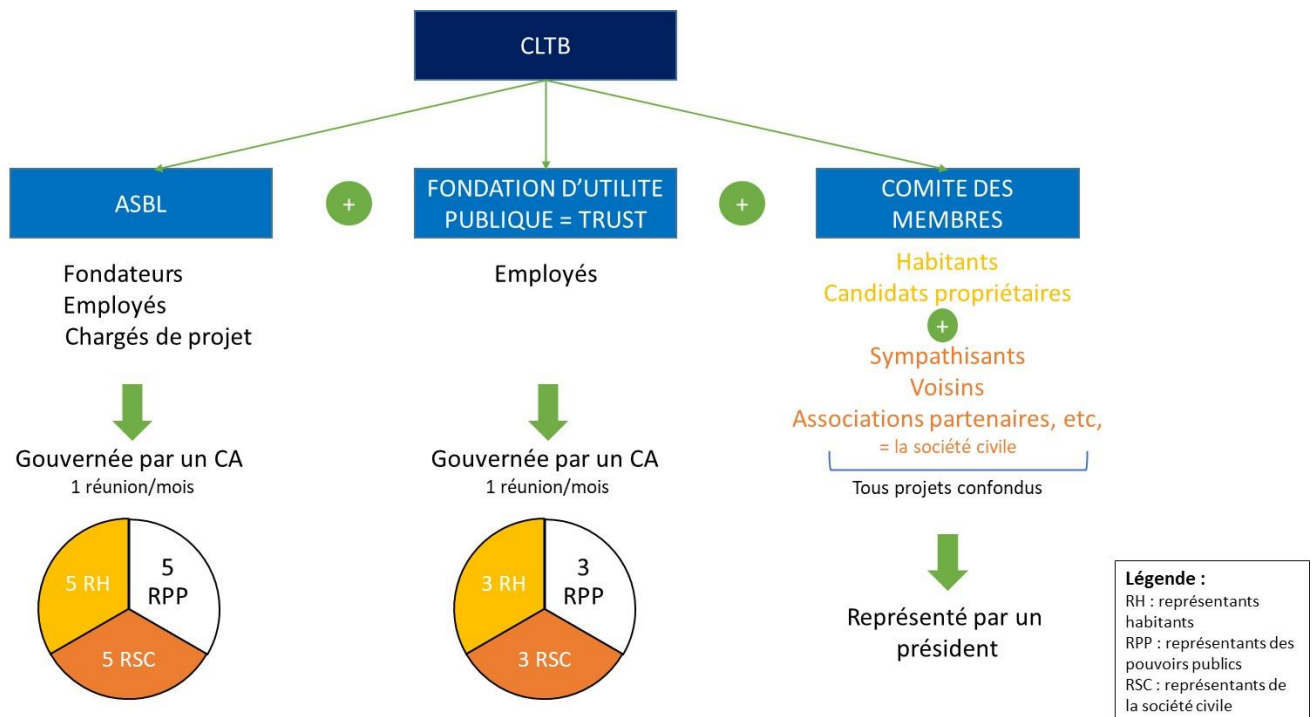 CLTB
ASBL
+
FONDATION D'UTILITE
PUBLIQUE = TRUST
+
COMITE DES
MEMBRES
Fondateurs
Employés
Chargés de projet
Employés
Habitants
Candidats propriétaires
+
Sympathisants
Voisins
Associations partenaires, etc,
= la société civile
Tous projets confondus
Gouvernée par un CA
1 réunion/mois
Gouvernée par un CA
1 réunion/mois
5 RH
5
RPP
5 RSC
3 RH
3
RPP
3 RSC
Représenté par un
président
Légende :
RH : représentants
habitants
RPP : représentants des
pouvoirs publics
RSC : représentants de
la société civile